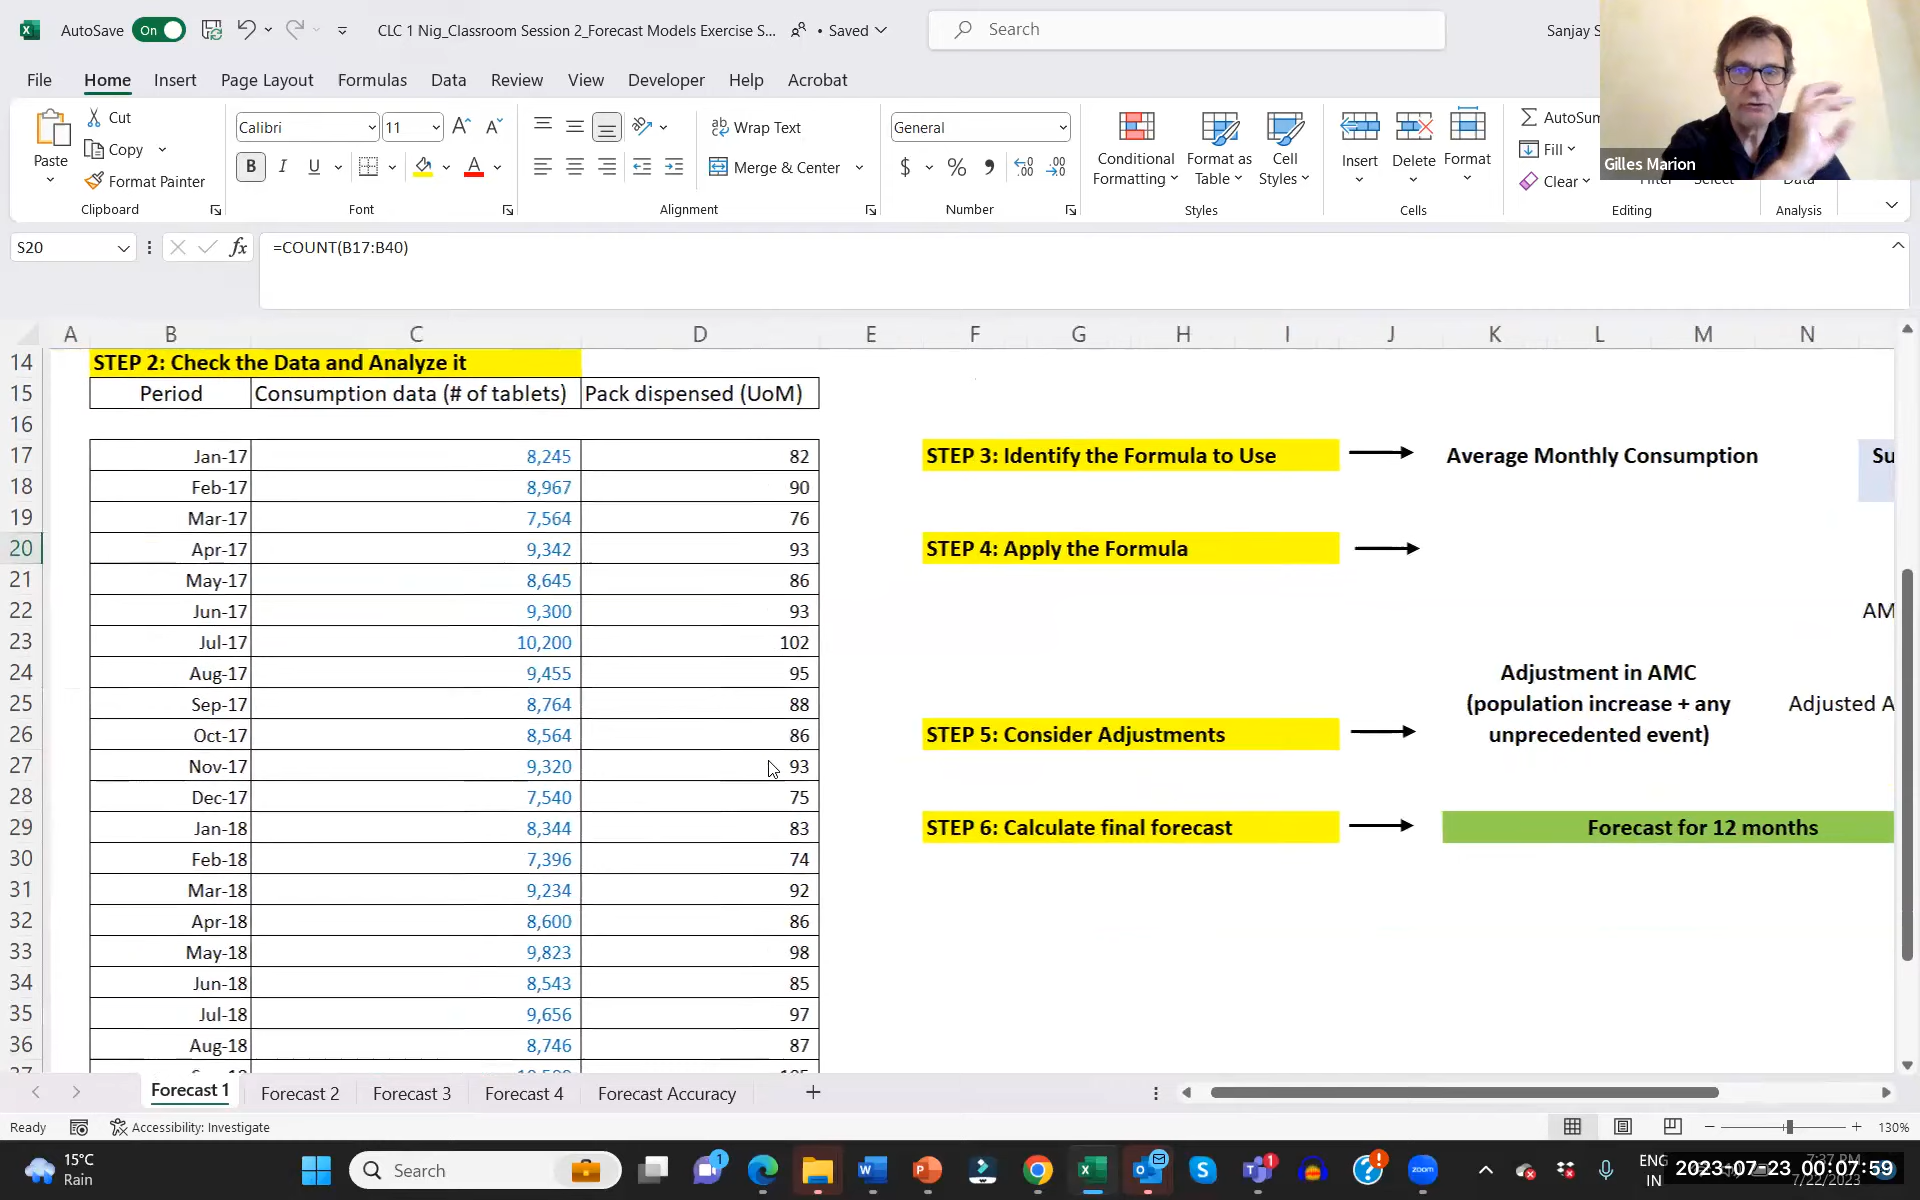 AutoSave On CLC 1 Nig_Classroom Session 2_Forecast Models Exercise S... • Saved Search Sanjay S
File Home Insert Page Layout Formulas Data Review View Developer Help Acrobat
Cut
Copy
Format Painter
Paste
Clipboard
Calibri 11
B I U A
Font
Wrap Text
Merge & Center
Alignment
General
$ % 9
Number
Conditional Formatting
Format as Table
Cell Styles
Styles
Insert Delete Format
Cells
AutoSum
Fill
Clear
Editing
Analysis
Gilles Marion
S20 fx =COUNT(B17:B40)
A B C D E F G H I J K L M N
14 STEP 2: Check the Data and Analyze it
15 Period Consumption data (# of tablets) Pack dispensed (UoM)
16
17 Jan-17 8,245 82 STEP 3: Identify the Formula to Use Average Monthly Consumption Su
18 Feb-17 8,967 90
19 Mar-17 7,564 76
20 Apr-17 9,342 93 STEP 4: Apply the Formula
21 May-17 8,645 86
22 Jun-17 9,300 93 AM
23 Jul-17 10,200 102
24 Aug-17 9,455 95 Adjustment in AMC
25 Sep-17 8,764 88 (population increase + any Adjusted A
26 Oct-17 8,564 86 STEP 5: Consider Adjustments unprecedented event)
27 Nov-17 9,320 93
28 Dec-17 7,540 75
29 Jan-18 8,344 83 STEP 6: Calculate final forecast Forecast for 12 months
30 Feb-18 7,396 74
31 Mar-18 9,234 92
32 Apr-18 8,600 86
33 May-18 9,823 98
34 Jun-18 8,543 85
35 Jul-18 9,656 97
36 Aug-18 8,746 87
Forecast 1 Forecast 2 Forecast 3 Forecast 4 Forecast Accuracy
Ready Accessibility: Investigate 130%
15°C
Rain
Search
ENG
IN
2023-07-23 00:07:59
7/22/2023